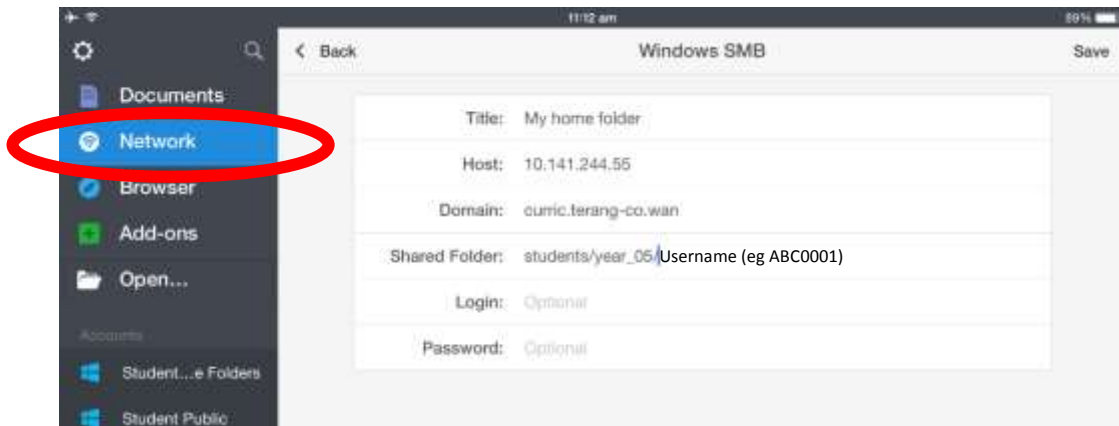 11:12 am
89%
< Back
Windows SMB
Save
Documents
Network
Browser
Add-ons
Open...
Accounts
Student...e Folders
Student Public
Title: My home folder
Host: 10.141.244.55
Domain: curric.terang-co.wan
Shared Folder: students/year_05/Username (eg ABC0001)
Login: Optional
Password: Optional